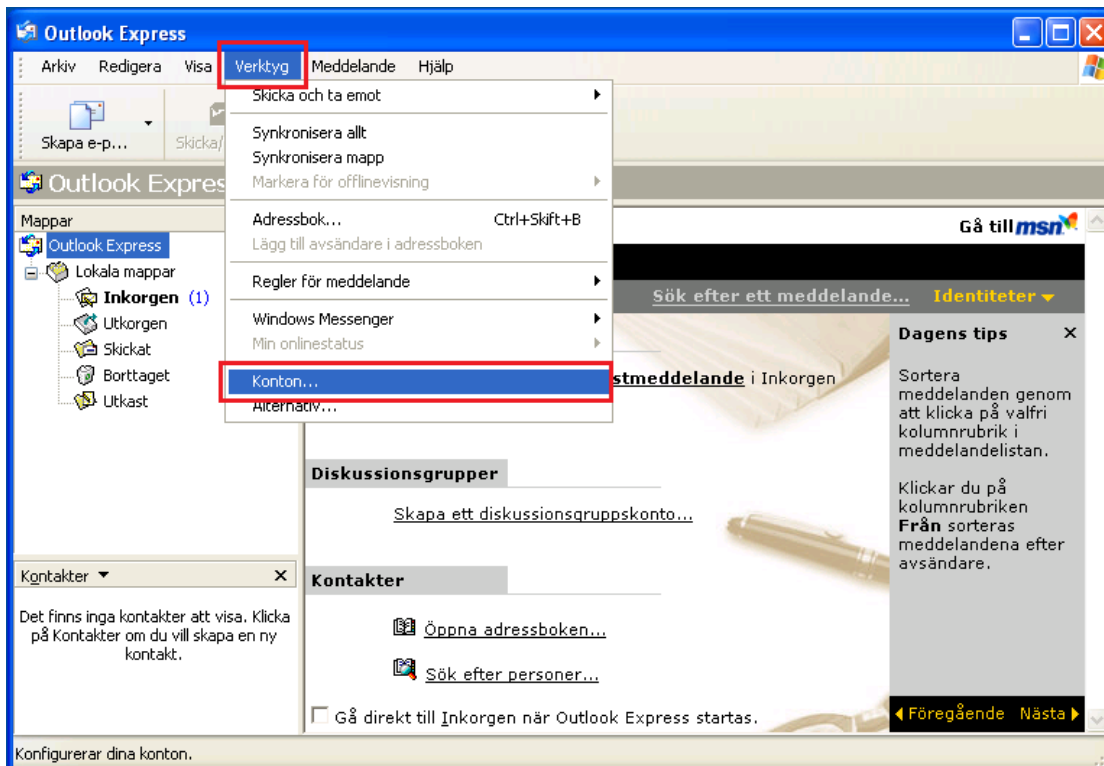 Outlook Express
Arkiv Redigera Visa Verktyg Meddelande Hjälp
Skapa e-p... Skicka/
Skicka och ta emot
Synkronisera allt
Synkronisera mapp
Markera för offlinevisning
Adressbok... Ctrl+Skift+B
Lägg till avsändare i adressboken
Regler för meddelande
Windows Messenger
Min onlinestatus
Konton...
Alternativ...
Outlook Expres
Mappar
Outlook Express
Lokala mappar
Inkorgen (1)
Utkorgen
Skickat
Borttaget
Utkast
Gå till msn
Sök efter ett meddelande... Identiteter
stmeddelande i Inkorgen
Diskussionsgrupper
Skapa ett diskussionsgruppskonto...
Kontakter
Öppna adressboken...
Sök efter personer...
Gå direkt till Inkorgen när Outlook Express startas.
Dagens tips x
Sortera
meddelanden genom
att klicka på valfri
kolumnrubrik i
meddelandelistan.
Klickar du på
kolumnrubriken
Från sorteras
meddelandena efter
avsändare.
Föregående Nästa
Kontakter x
Det finns inga kontakter att visa. Klicka
på Kontakter om du vill skapa en ny
kontakt.
Konfigurerar dina konton.